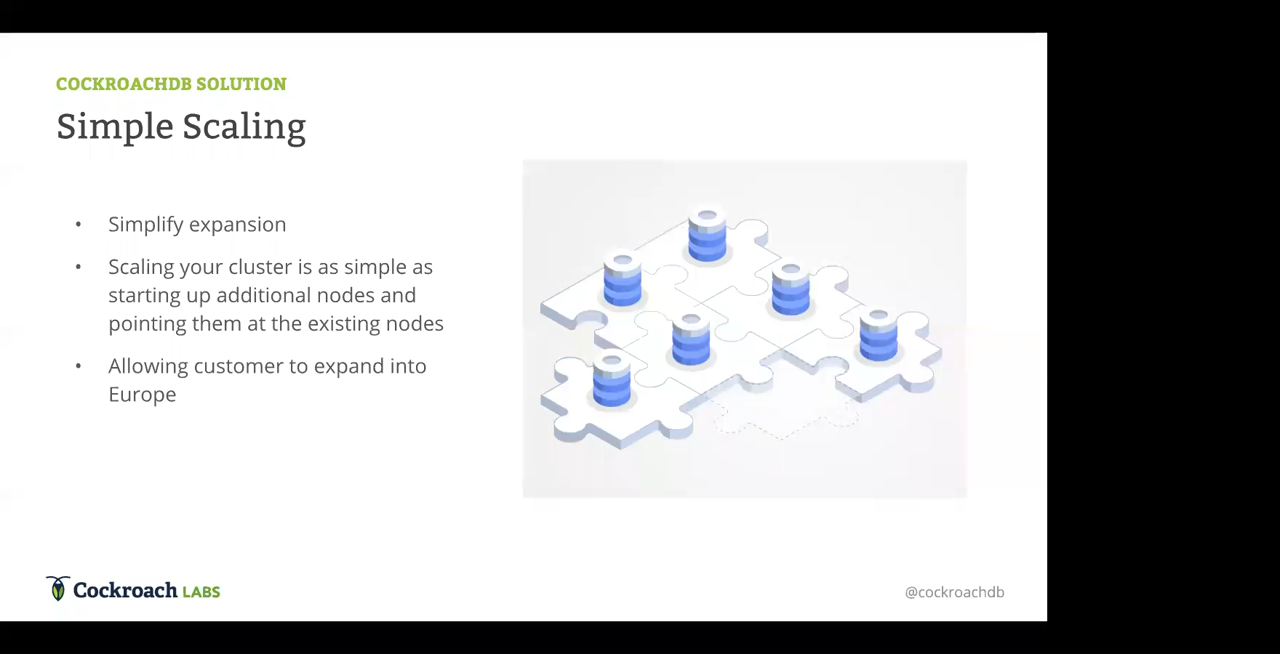 COCKROACHDB SOLUTION
Simple Scaling
• Simplify expansion
• Scaling your cluster is as simple as
starting up additional nodes and
pointing them at the existing nodes
• Allowing customer to expand into
Europe
Cockroach LABS
@cockroachdb